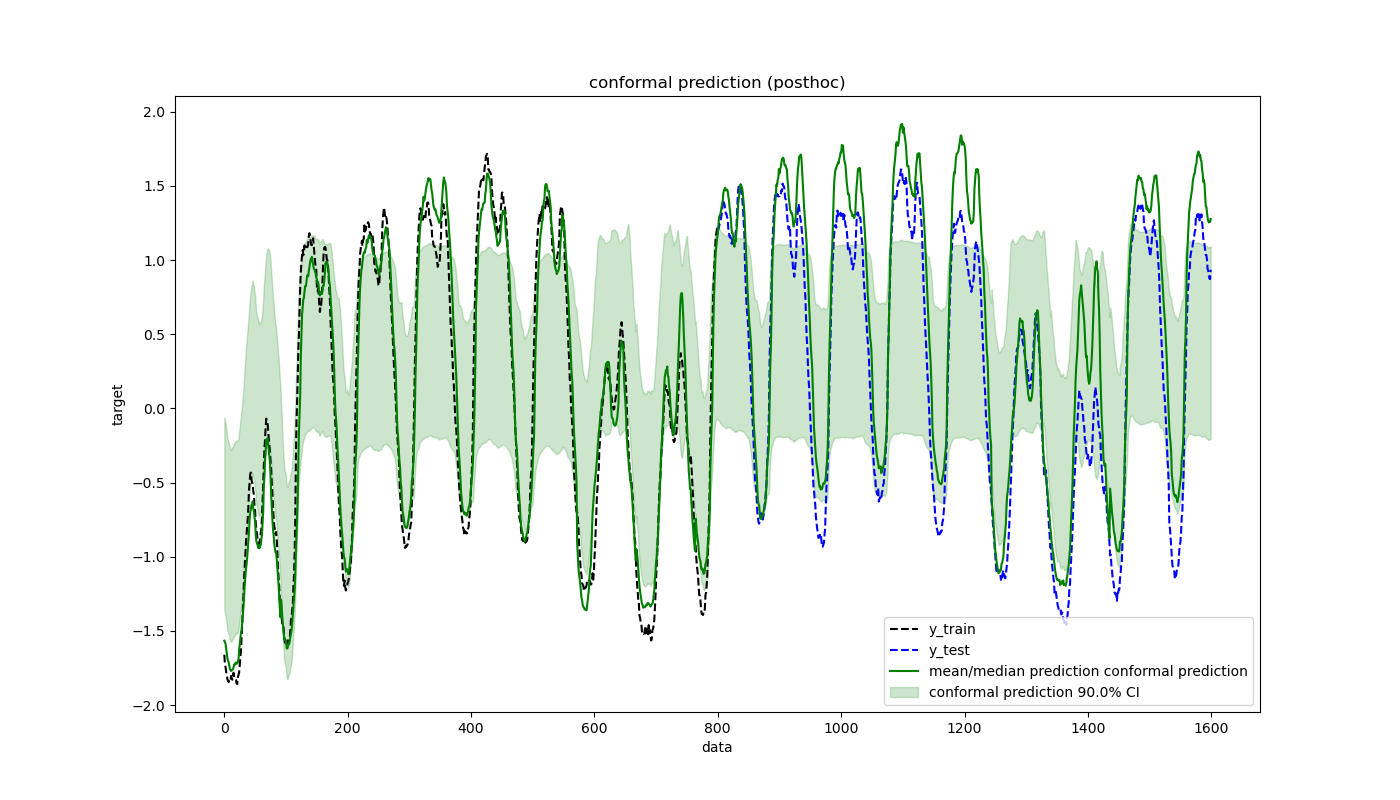 conformal prediction (posthoc)
2.0
1.5
1.0
0.5
0.0
−0.5
−1.0
−1.5
−2.0
target
y_train
y_test
mean/median prediction conformal prediction
conformal prediction 90.0% CI
0 200 400 600 800 1000 1200 1400 1600
data